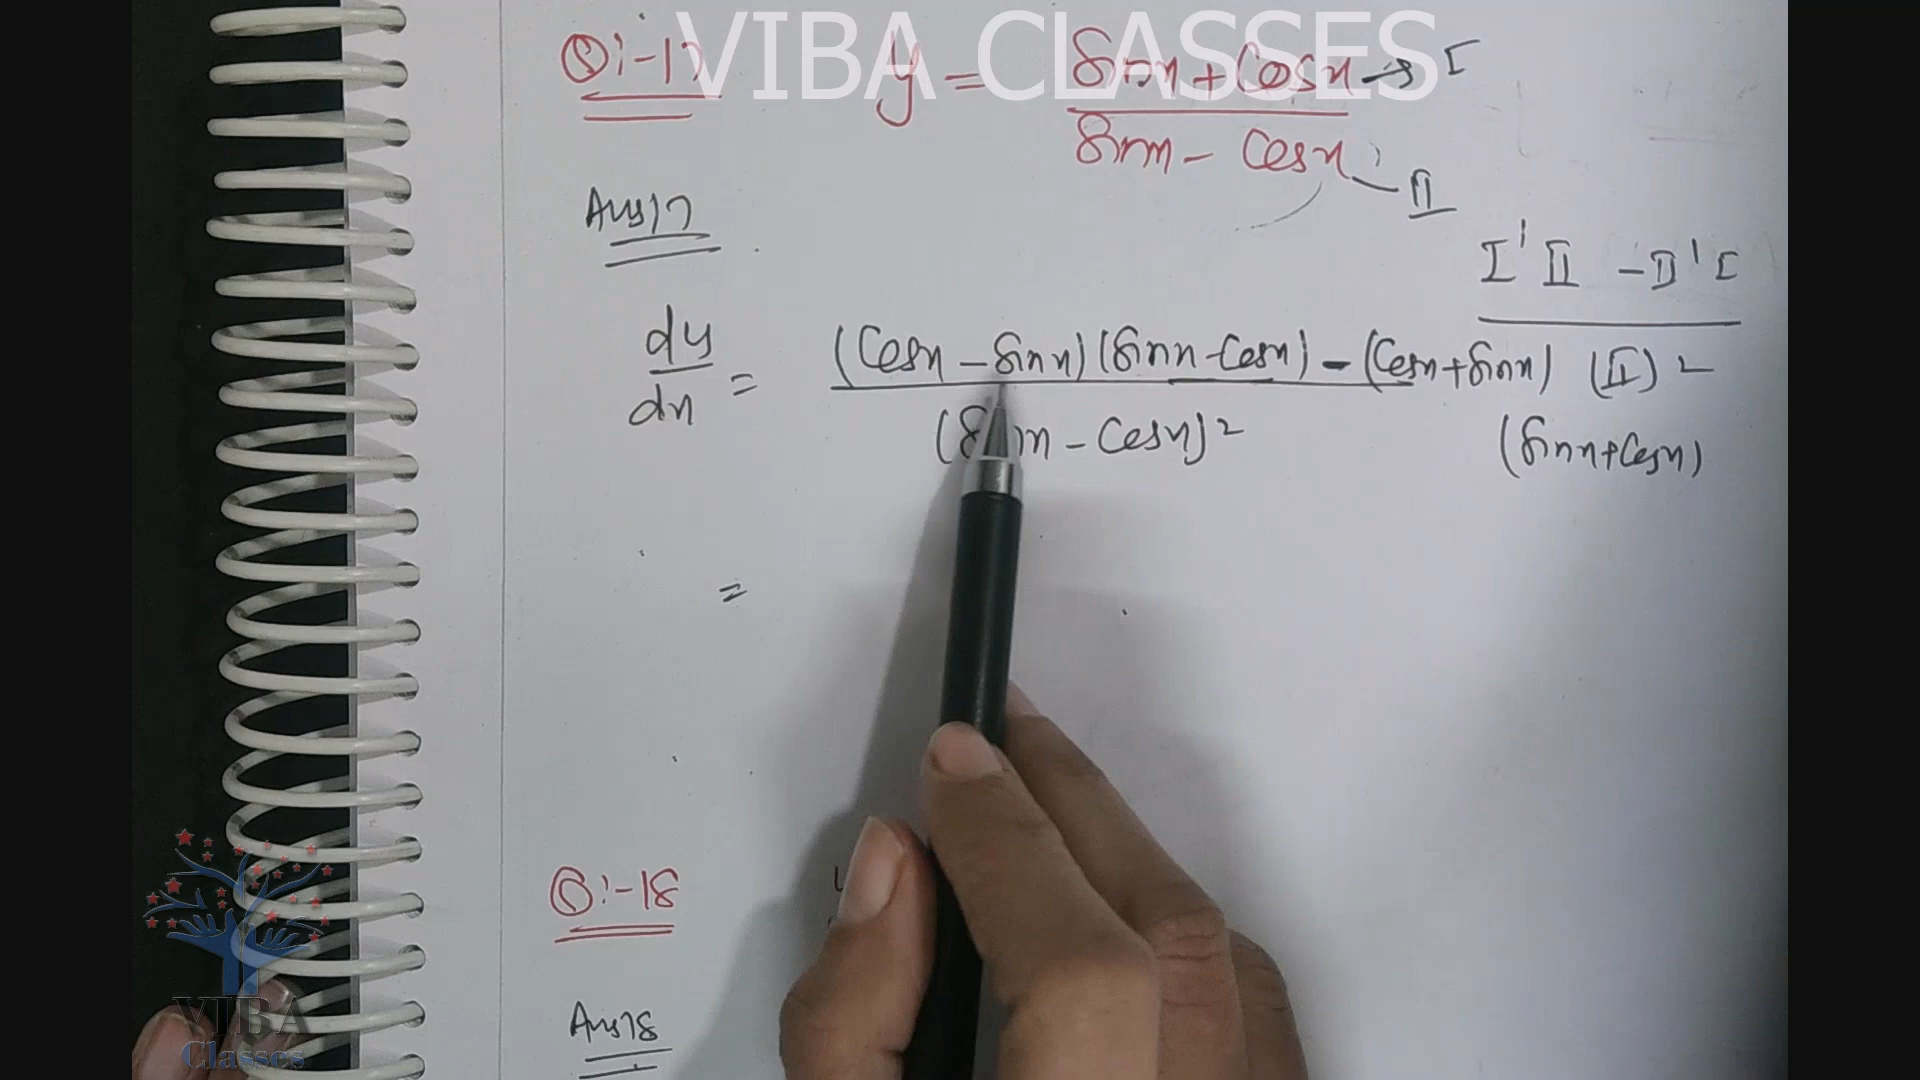 VIBA CLASSES
Q:-17 y = Sinx + Cosx → I
Sinx - Cosx — II
Ans17
I' II - II' I
(II)²
dy/dx = (Cosx - Sinx)(Sinx - Cosx) - (Cosx + Sinx)
(Sinx - Cosx)² (Sinx + Cosx)
=
Q:-18
Ans18
VIBA
Classes